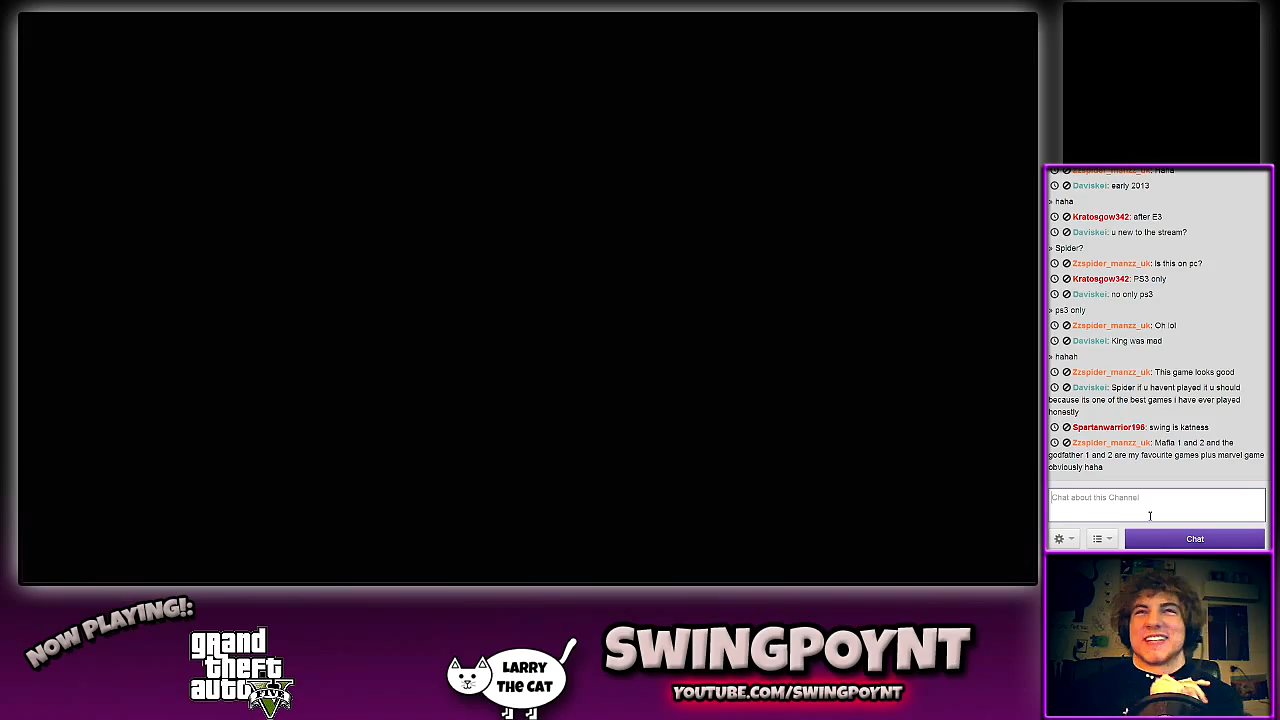 Zzspider_manzz_uk: Haha
Daviskei: early 2013
» haha
Kratosgow342: after E3
Daviskei: u new to the stream?
» Spider?
Zzspider_manzz_uk: Is this on pc?
Kratosgow342: PS3 only
Daviskei: no only ps3
» ps3 only
Zzspider_manzz_uk: Oh lol
Daviskei: King was mad
» hahah
Zzspider_manzz_uk: This game looks good
Daviskei: Spider if u havent played it u should
because its one of the best games i have ever played
honestly
Spartanwarrior196: swing is katness
Zzspider_manzz_uk: Mafia 1 and 2 and the
godfather 1 and 2 are my favourite games plus marvel game
obviously haha
Chat about this Channel
Chat
NOW PLAYING!:
grand
theft
auto V
FIVE
LARRY
THE CAT
SWINGPOYNT
YOUTUBE.COM/SWINGPOYNT